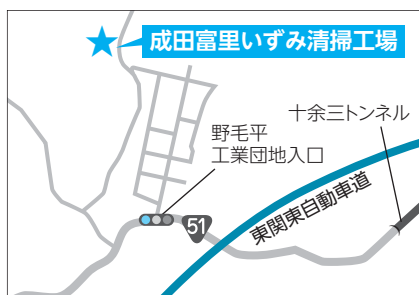 成田富里いずみ清掃工場
十余三トンネル
野毛平
工業団地入口
51
東関東自動車道